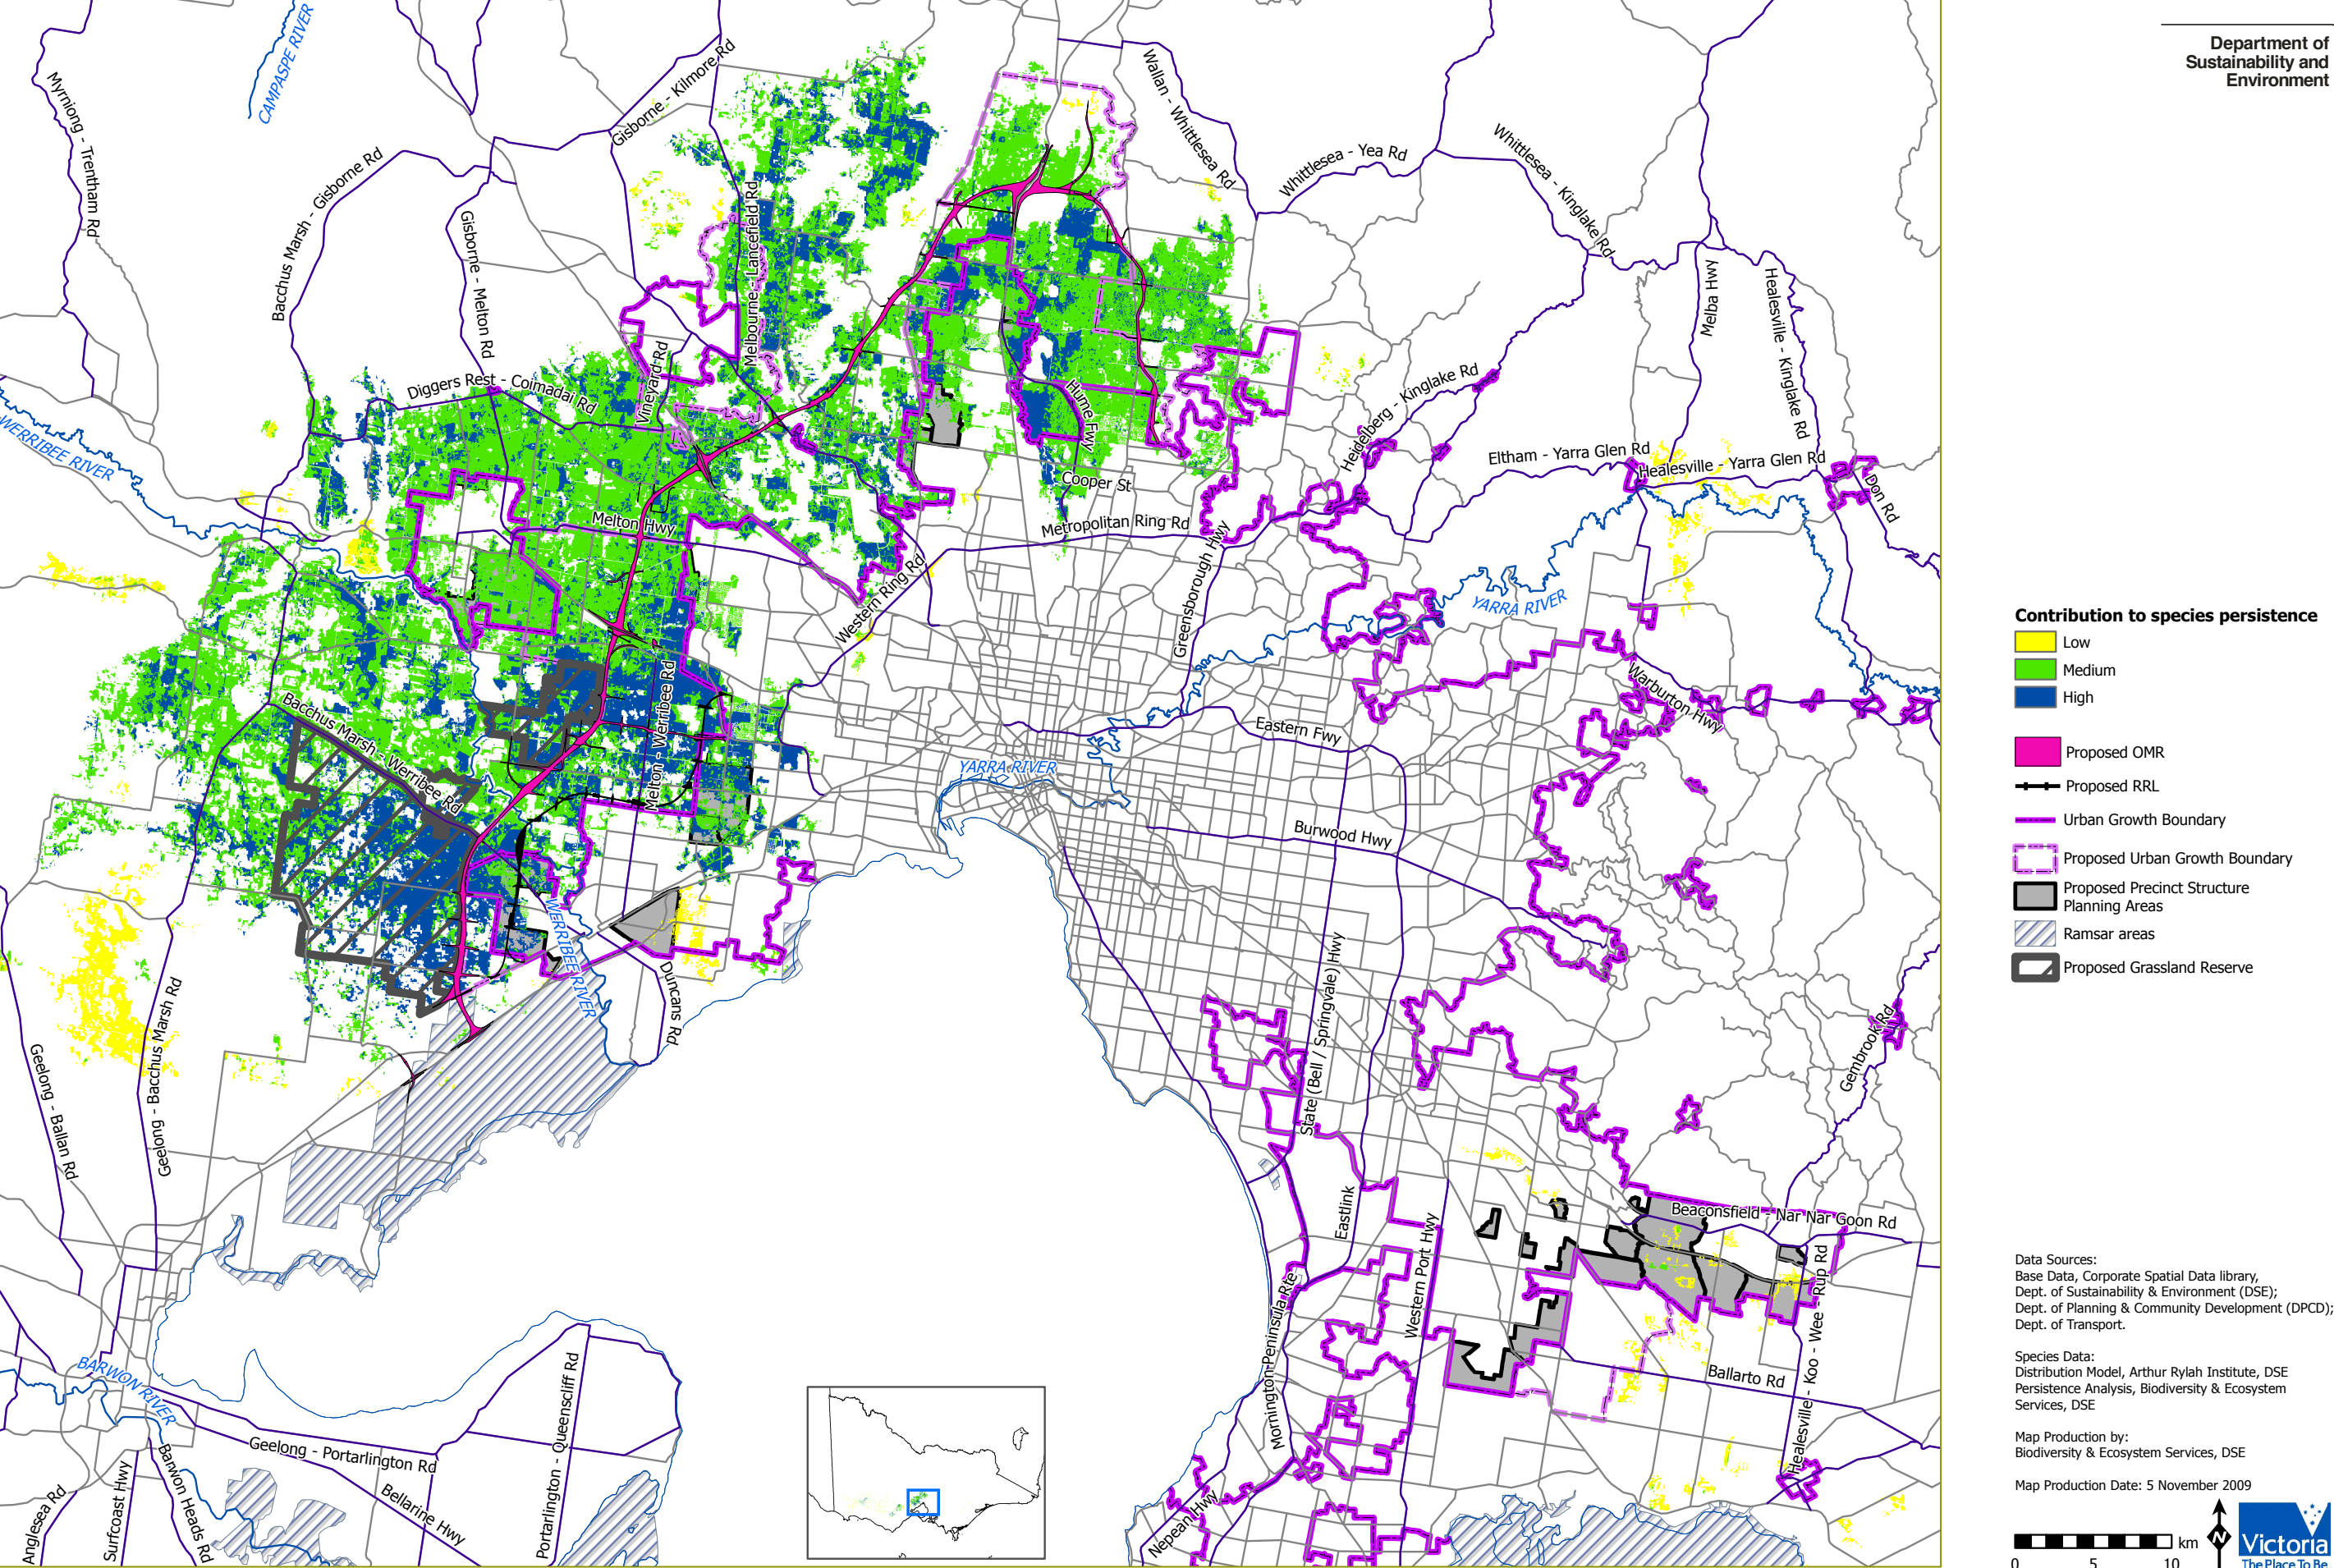 Department of
Sustainability and
Environment
CAMPASPE RIVER
Myrniong - Trentham Rd
Bacchus Marsh - Gisborne Rd
Gisborne - Kilmore Rd
Gisborne - Melton Rd
Melbourne - Lancefield Rd
Wallan - Whittlesea Rd
Whittlesea - Yea Rd
Whittlesea - Kinglake Rd
Melba Hwy
Healesville - Kinglake Rd
Diggers Rest - Coimadai Rd
Vineyard Rd
Hume Fwy
Heidelberg - Kinglake Rd
WERRIBEE RIVER
Cooper St
Eltham - Yarra Glen Rd
Healesville - Yarra Glen Rd
Don Rd
Melton Hwy
Metropolitan Ring Rd
Western Ring Rd
Greensborough Hwy
YARRA RIVER
Warburton Hwy
Bacchus Marsh - Werribee Rd
Melton Werribee Rd
Eastern Fwy
YARRA RIVER
Burwood Hwy
WERRIBEE RIVER
Duncans Rd
State (Bell / Springvale) Hwy
Gembrook Rd
Geelong - Ballan Rd
Geelong - Bacchus Marsh Rd
Eastlink
Western Port Hwy
Beaconsfield - Nar Nar Goon Rd
Mornington Peninsula Rte
Ballarto Rd
Healesville - Koo - Wee - Rup Rd
BARWON RIVER
Geelong - Portarlington Rd
Portarlington - Queenscliff Rd
Bellarine Hwy
Barwon Heads Rd
Surfcoast Hwy
Anglesea Rd
Nepean Hwy
Contribution to species persistence
Low
Medium
High
Proposed OMR
Proposed RRL
Urban Growth Boundary
Proposed Urban Growth Boundary
Proposed Precinct Structure
Planning Areas
Ramsar areas
Proposed Grassland Reserve
Data Sources:
Base Data, Corporate Spatial Data library,
Dept. of Sustainability & Environment (DSE);
Dept. of Planning & Community Development (DPCD);
Dept. of Transport.
Species Data:
Distribution Model, Arthur Rylah Institute, DSE
Persistence Analysis, Biodiversity & Ecosystem
Services, DSE
Map Production by:
Biodiversity & Ecosystem Services, DSE
Map Production Date: 5 November 2009
km
0 5 10
N
Victoria
The Place To Be